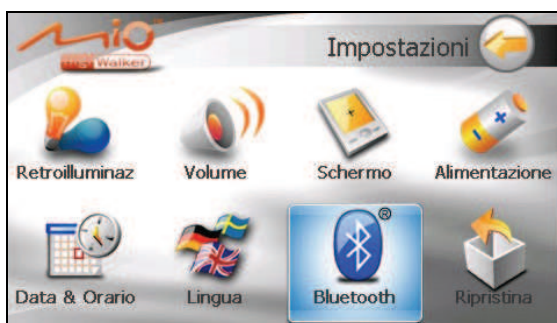 Mio
Walker
Impostazioni
Retroilluminaz
Volume
Schermo
Alimentazione
Data & Orario
Lingua
Bluetooth
®
Ripristina